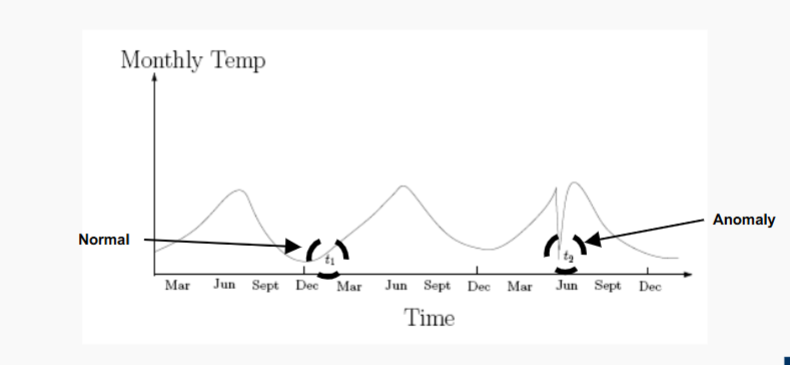 Monthly Temp
Anomaly
Normal
t₁
t₂
Mar Jun Sept Dec Mar Jun Sept Dec Mar Jun Sept Dec
Time